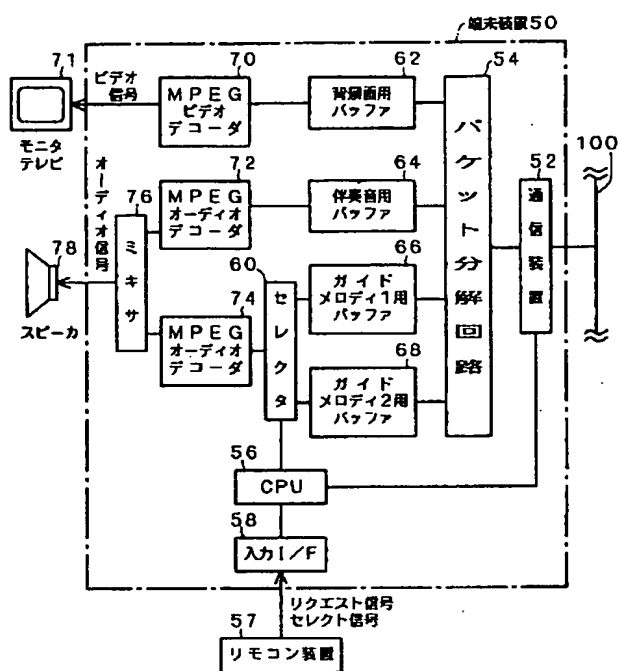 端末装置50
71
ビデオ
信号
モニタ
テレビ
70
MPEG
ビデオ
デコーダ
62
背景画用
バッファ
54
パケット分解回路
100
52
通信装置
オーディオ信号
76
ミキサ
72
MPEG
オーディオ
デコーダ
64
伴奏音用
バッファ
78
スピーカ
60
セレクタ
66
ガイド
メロディ1用
バッファ
74
MPEG
オーディオ
デコーダ
68
ガイド
メロディ2用
バッファ
56
CPU
58
入力I/F
リクエスト信号
セレクト信号
57
リモコン装置